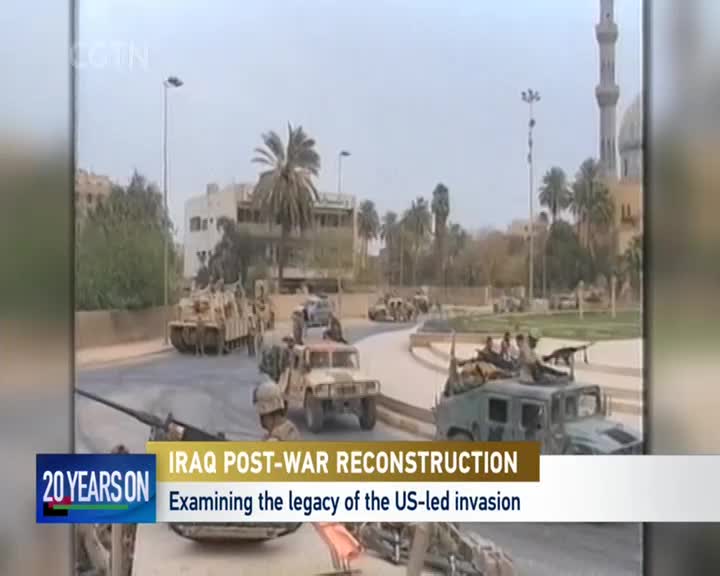 CGTN
IRAQ POST-WAR RECONSTRUCTION
20 YEARS ON
Examining the legacy of the US-led invasion